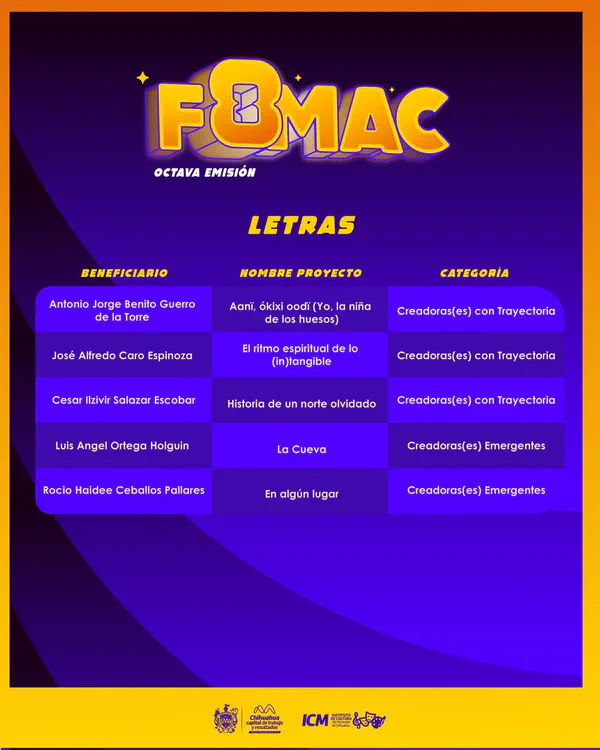 F8MAC
OCTAVA EMISIÓN
LETRAS
BENEFICIARIO NOMBRE PROYECTO CATEGORÍA
Antonio Jorge Benito Guerro
de la Torre
Aanï, ókixi oodï (Yo, la niña
de los huesos)
Creadoras(es) con Trayectoria
José Alfredo Caro Espinoza
El ritmo espiritual de lo
(in)tangible
Creadoras(es) con Trayectoria
Cesar Ilzivir Salazar Escobar
Historia de un norte olvidado
Creadoras(es) con Trayectoria
Luis Angel Ortega Holguin
La Cueva
Creadoras(es) Emergentes
Rocio Haidee Ceballos Pallares
En algún lugar
Creadoras(es) Emergentes
Chihuahua
capital de trabajo
y resultados
ICM
INSTITUTO
DE CULTURA